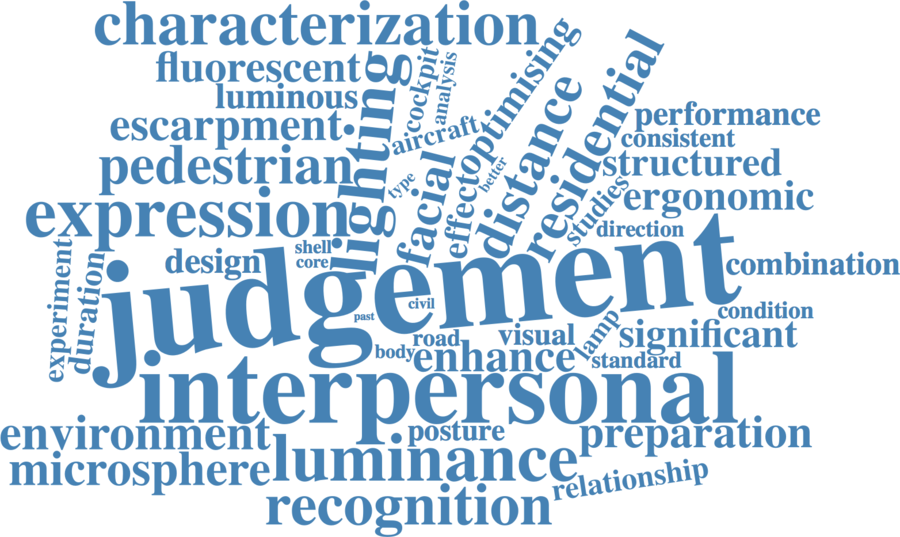 characterization
fluorescent
luminous
escarpment
pedestrian
expression
lighting
cockpit
analysis
aircraft
type
facial
effect
optimising
better
distance
residential
studies
performance
consistent
structured
ergonomic
direction
design
shell
core
experiment
duration
judgement
past
civil
combination
condition
road
body
visual
enhance
lamp
significant
standard
interpersonal
environment
posture
preparation
microsphere
luminance
relationship
recognition